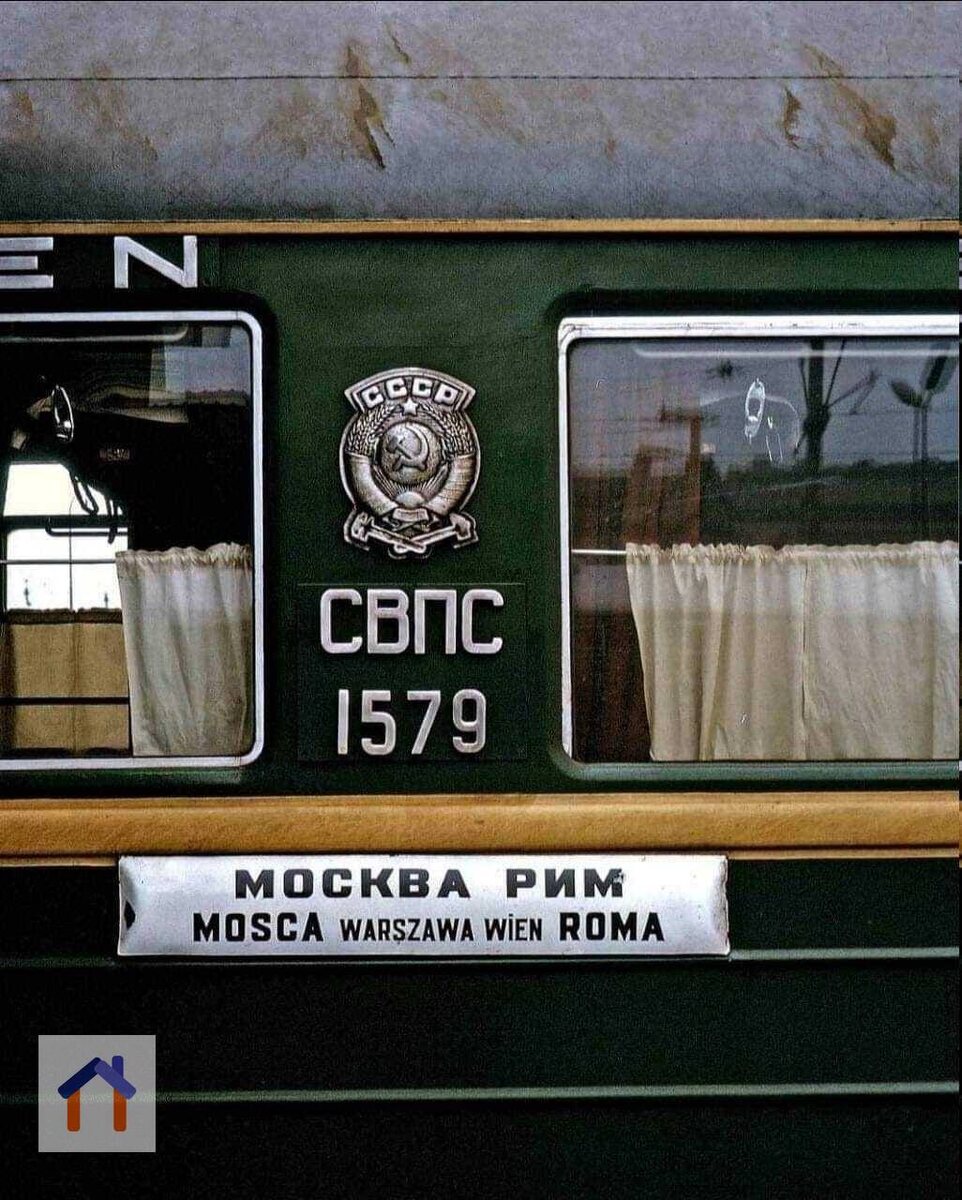 EN
СССР
СВПС
1579
МОСКВА РИМ
MOSCA WARSZAWA WIEN ROMA